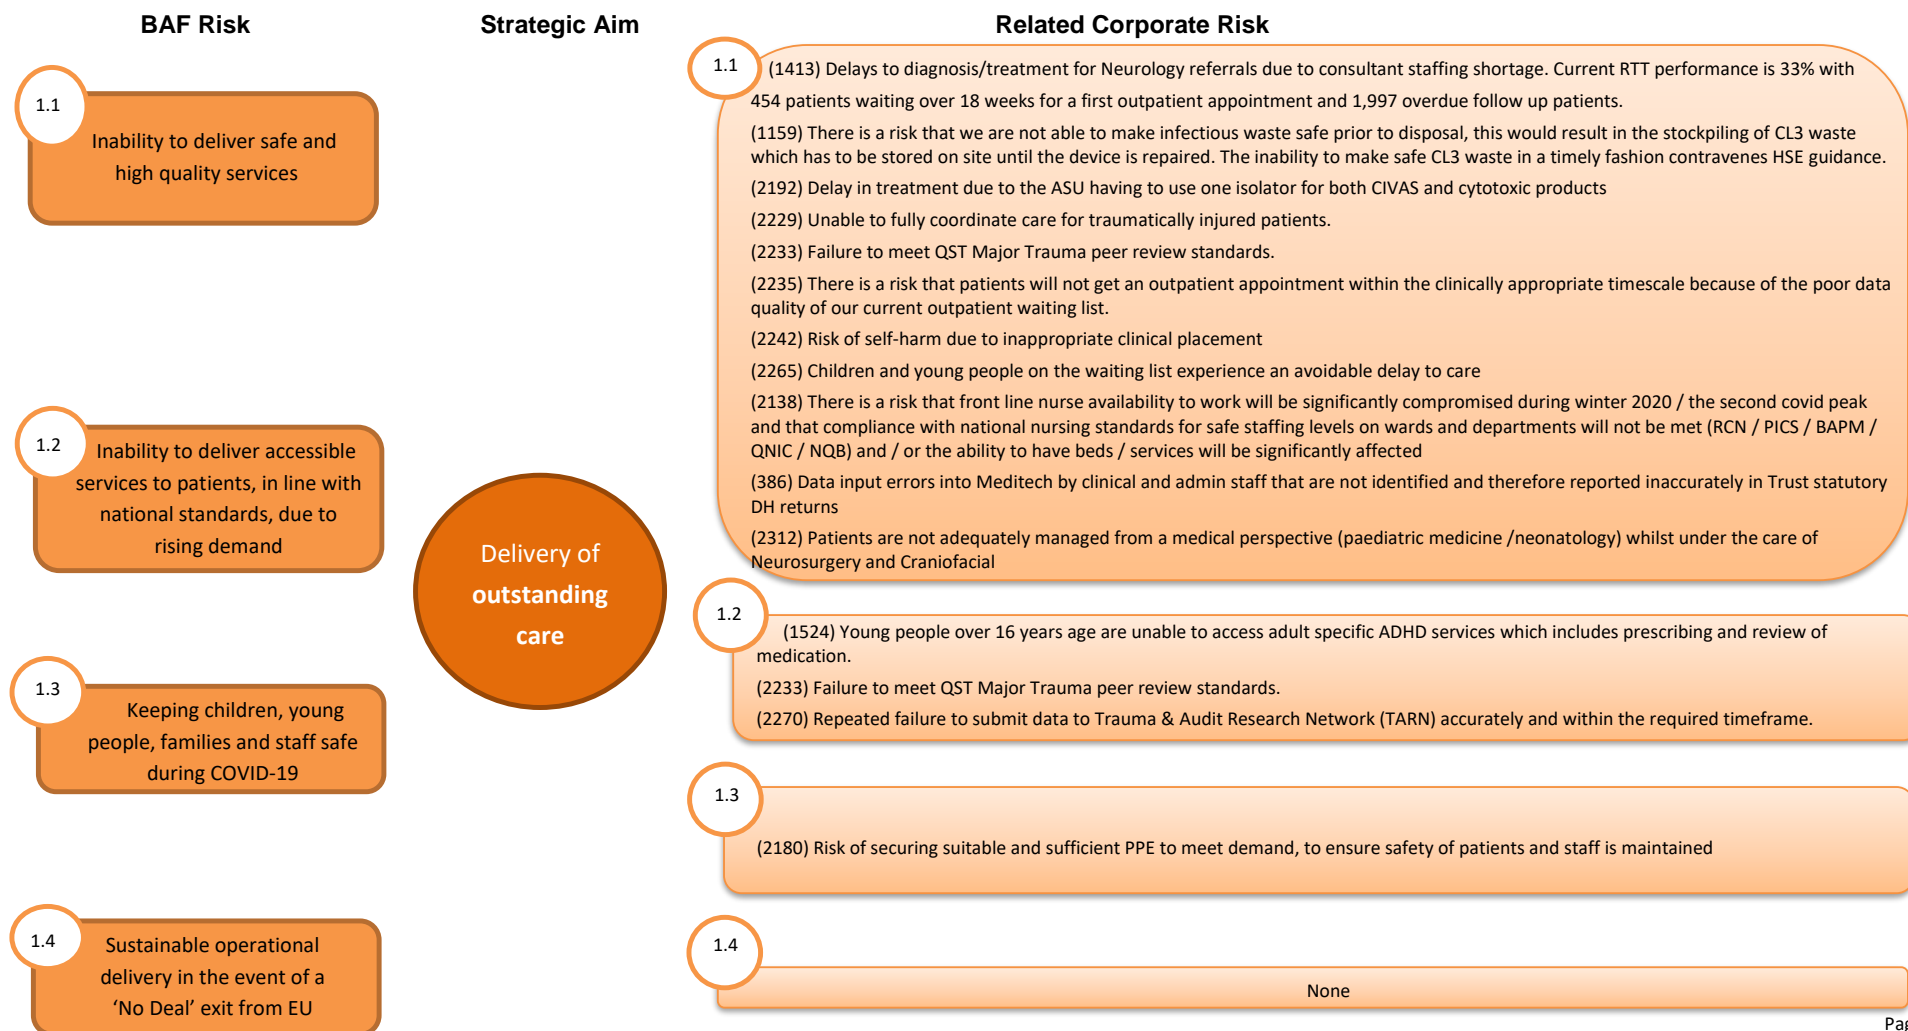 BAF Risk
Strategic Aim
Related Corporate Risk
1.1
Inability to deliver safe and
high quality services
1.2
Inability to deliver accessible
services to patients, in line with
national standards, due to
rising demand
1.3
Keeping children, young
people, families and staff safe
during COVID-19
1.4
Sustainable operational
delivery in the event of a
‘No Deal’ exit from EU
Delivery of
outstanding
care
1.1
(1413) Delays to diagnosis/treatment for Neurology referrals due to consultant staffing shortage. Current RTT performance is 33% with
454 patients waiting over 18 weeks for a first outpatient appointment and 1,997 overdue follow up patients.
(1159) There is a risk that we are not able to make infectious waste safe prior to disposal, this would result in the stockpiling of CL3 waste
which has to be stored on site until the device is repaired. The inability to make safe CL3 waste in a timely fashion contravenes HSE guidance.
(2192) Delay in treatment due to the ASU having to use one isolator for both CIVAS and cytotoxic products
(2229) Unable to fully coordinate care for traumatically injured patients.
(2233) Failure to meet QST Major Trauma peer review standards.
(2235) There is a risk that patients will not get an outpatient appointment within the clinically appropriate timescale because of the poor data
quality of our current outpatient waiting list.
(2242) Risk of self-harm due to inappropriate clinical placement
(2265) Children and young people on the waiting list experience an avoidable delay to care
(2138) There is a risk that front line nurse availability to work will be significantly compromised during winter 2020 / the second covid peak
and that compliance with national nursing standards for safe staffing levels on wards and departments will not be met (RCN / PICS / BAPM /
QNIC / NQB) and / or the ability to have beds / services will be significantly affected
(386) Data input errors into Meditech by clinical and admin staff that are not identified and therefore reported inaccurately in Trust statutory
DH returns
(2312) Patients are not adequately managed from a medical perspective (paediatric medicine /neonatology) whilst under the care of
Neurosurgery and Craniofacial
1.2
(1524) Young people over 16 years age are unable to access adult specific ADHD services which includes prescribing and review of
medication.
(2233) Failure to meet QST Major Trauma peer review standards.
(2270) Repeated failure to submit data to Trauma & Audit Research Network (TARN) accurately and within the required timeframe.
1.3
(2180) Risk of securing suitable and sufficient PPE to meet demand, to ensure safety of patients and staff is maintained
1.4
None